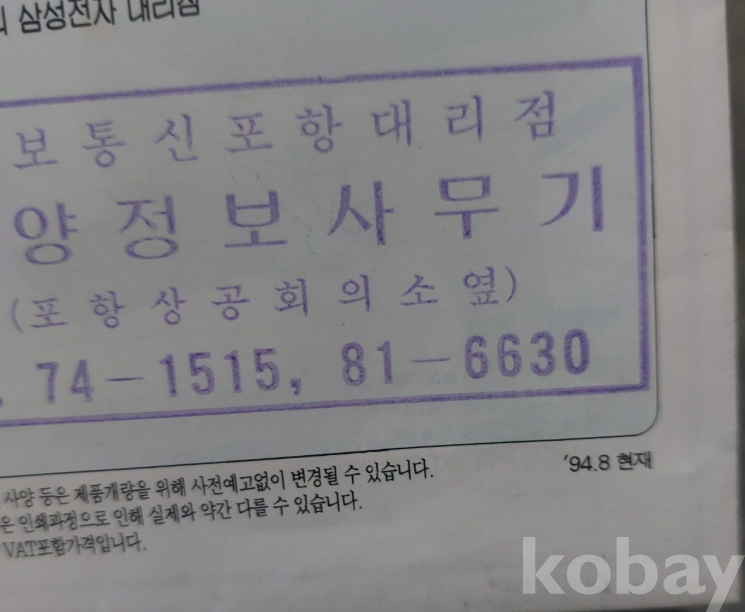 삼성전자 대리점
보통신포항대리점
양정보사무기
(포항상공회의소옆)
. 74-1515, 81-6630
사양 등은 제품개량을 위해 사전예고없이 변경될 수 있습니다.
'94.8 현재
은 인쇄과정으로 인해 실제와 약간 다를 수 있습니다.
VAT포함가격입니다.
kobay